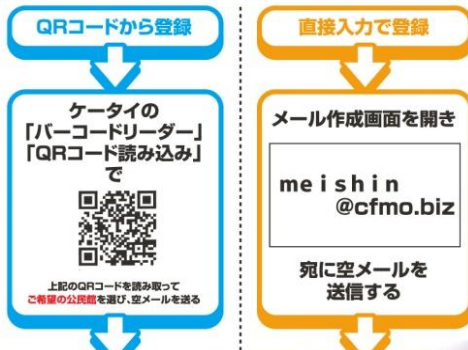 QRコードから登録
ケータイの
「バーコードリーダー」
「QRコード読み込み」
で
上記のQRコードを読み取って
ご希望の公民館を選び、空メールを送る
直接入力で登録
メール作成画面を開き
meishin
@cfmo.biz
宛に空メールを
送信する